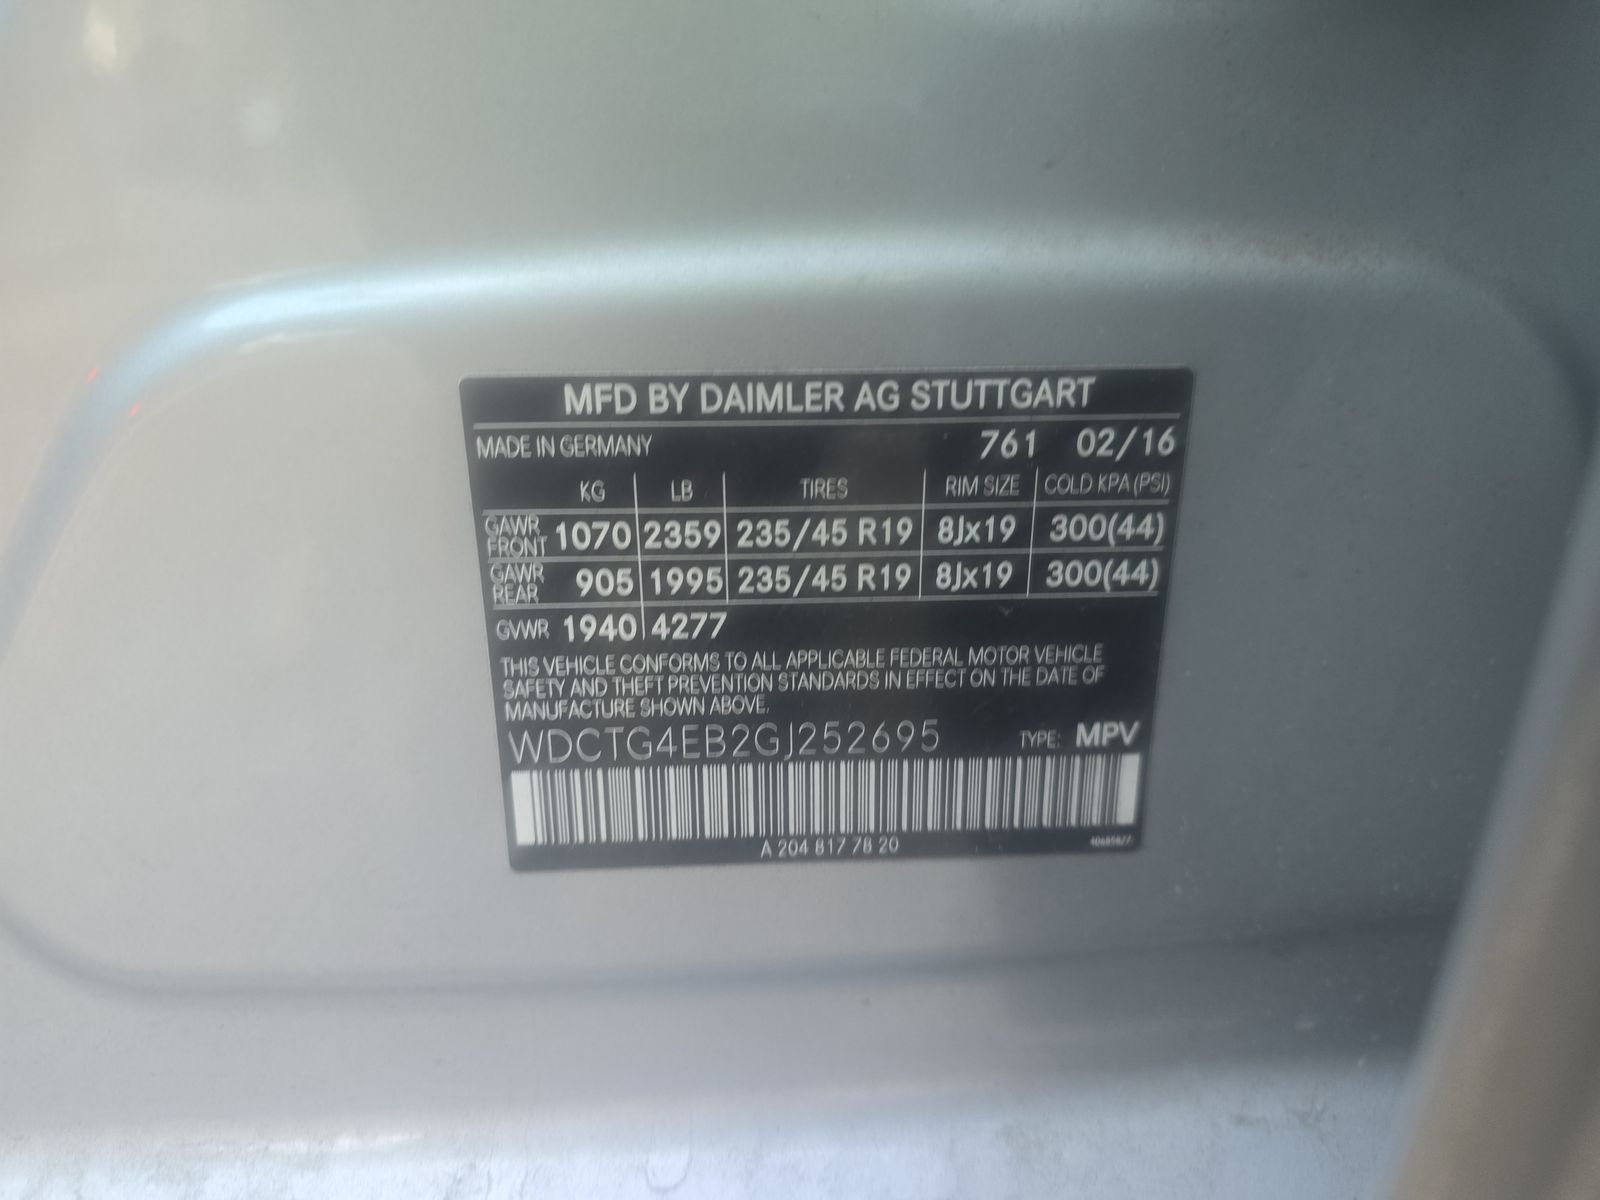 MFD BY DAIMLER AG STUTTGART
MADE IN GERMANY 761 02/16
KG LB TIRES RIM SIZE COLD KPA (PSI)
GAWR FRONT 1070 2359 235/45 R19 8Jx19 300(44)
GAWR REAR 905 1995 235/45 R19 8Jx19 300(44)
GVWR 1940 4277
THIS VEHICLE CONFORMS TO ALL APPLICABLE FEDERAL MOTOR VEHICLE
SAFETY AND THEFT PREVENTION STANDARDS IN EFFECT ON THE DATE OF
MANUFACTURE SHOWN ABOVE.
WDCTG4EB2GJ252695 TYPE: MPV
A 204 817 78 20